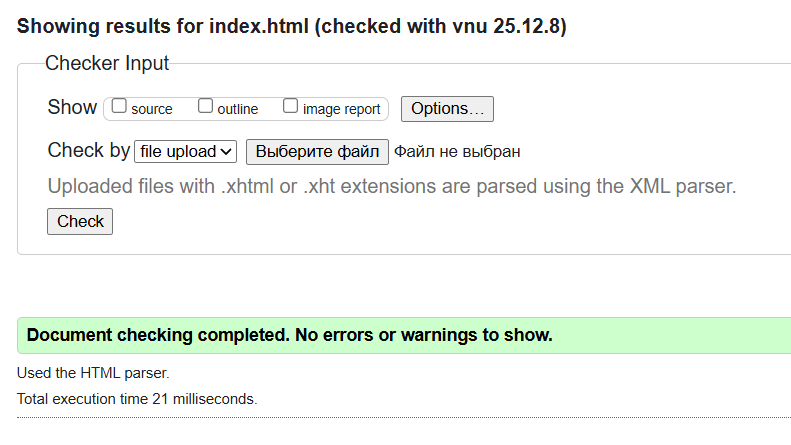 Showing results for index.html (checked with vnu 25.12.8)
Checker Input
Show source outline image report Options…
Check by file upload Выберите файл Файл не выбран
Uploaded files with .xhtml or .xht extensions are parsed using the XML parser.
Check
Document checking completed. No errors or warnings to show.
Used the HTML parser.
Total execution time 21 milliseconds.